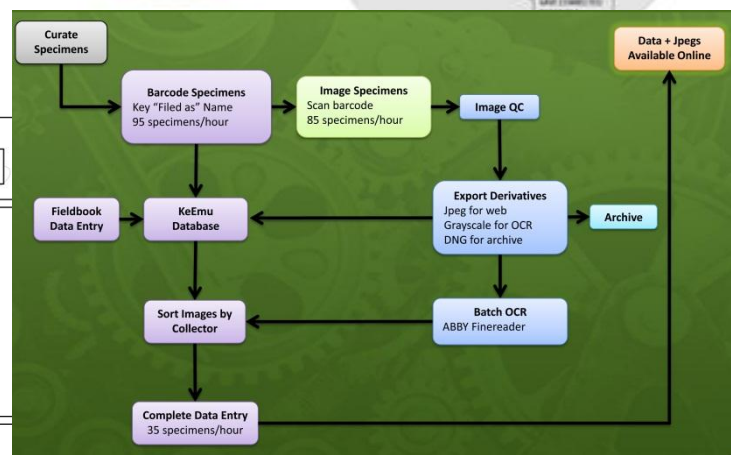 Curate
Specimens
Data + Jpegs
Available Online
Barcode Specimens
Key "Filed as" Name
95 specimens/hour
Image Specimens
Scan barcode
85 specimens/hour
Image QC
Fieldbook
Data Entry
KeEmu
Database
Export Derivatives
Jpeg for web
Grayscale for OCR
DNG for archive
Archive
Sort Images by
Collector
Batch OCR
ABBY Finereader
Complete Data Entry
35 specimens/hour